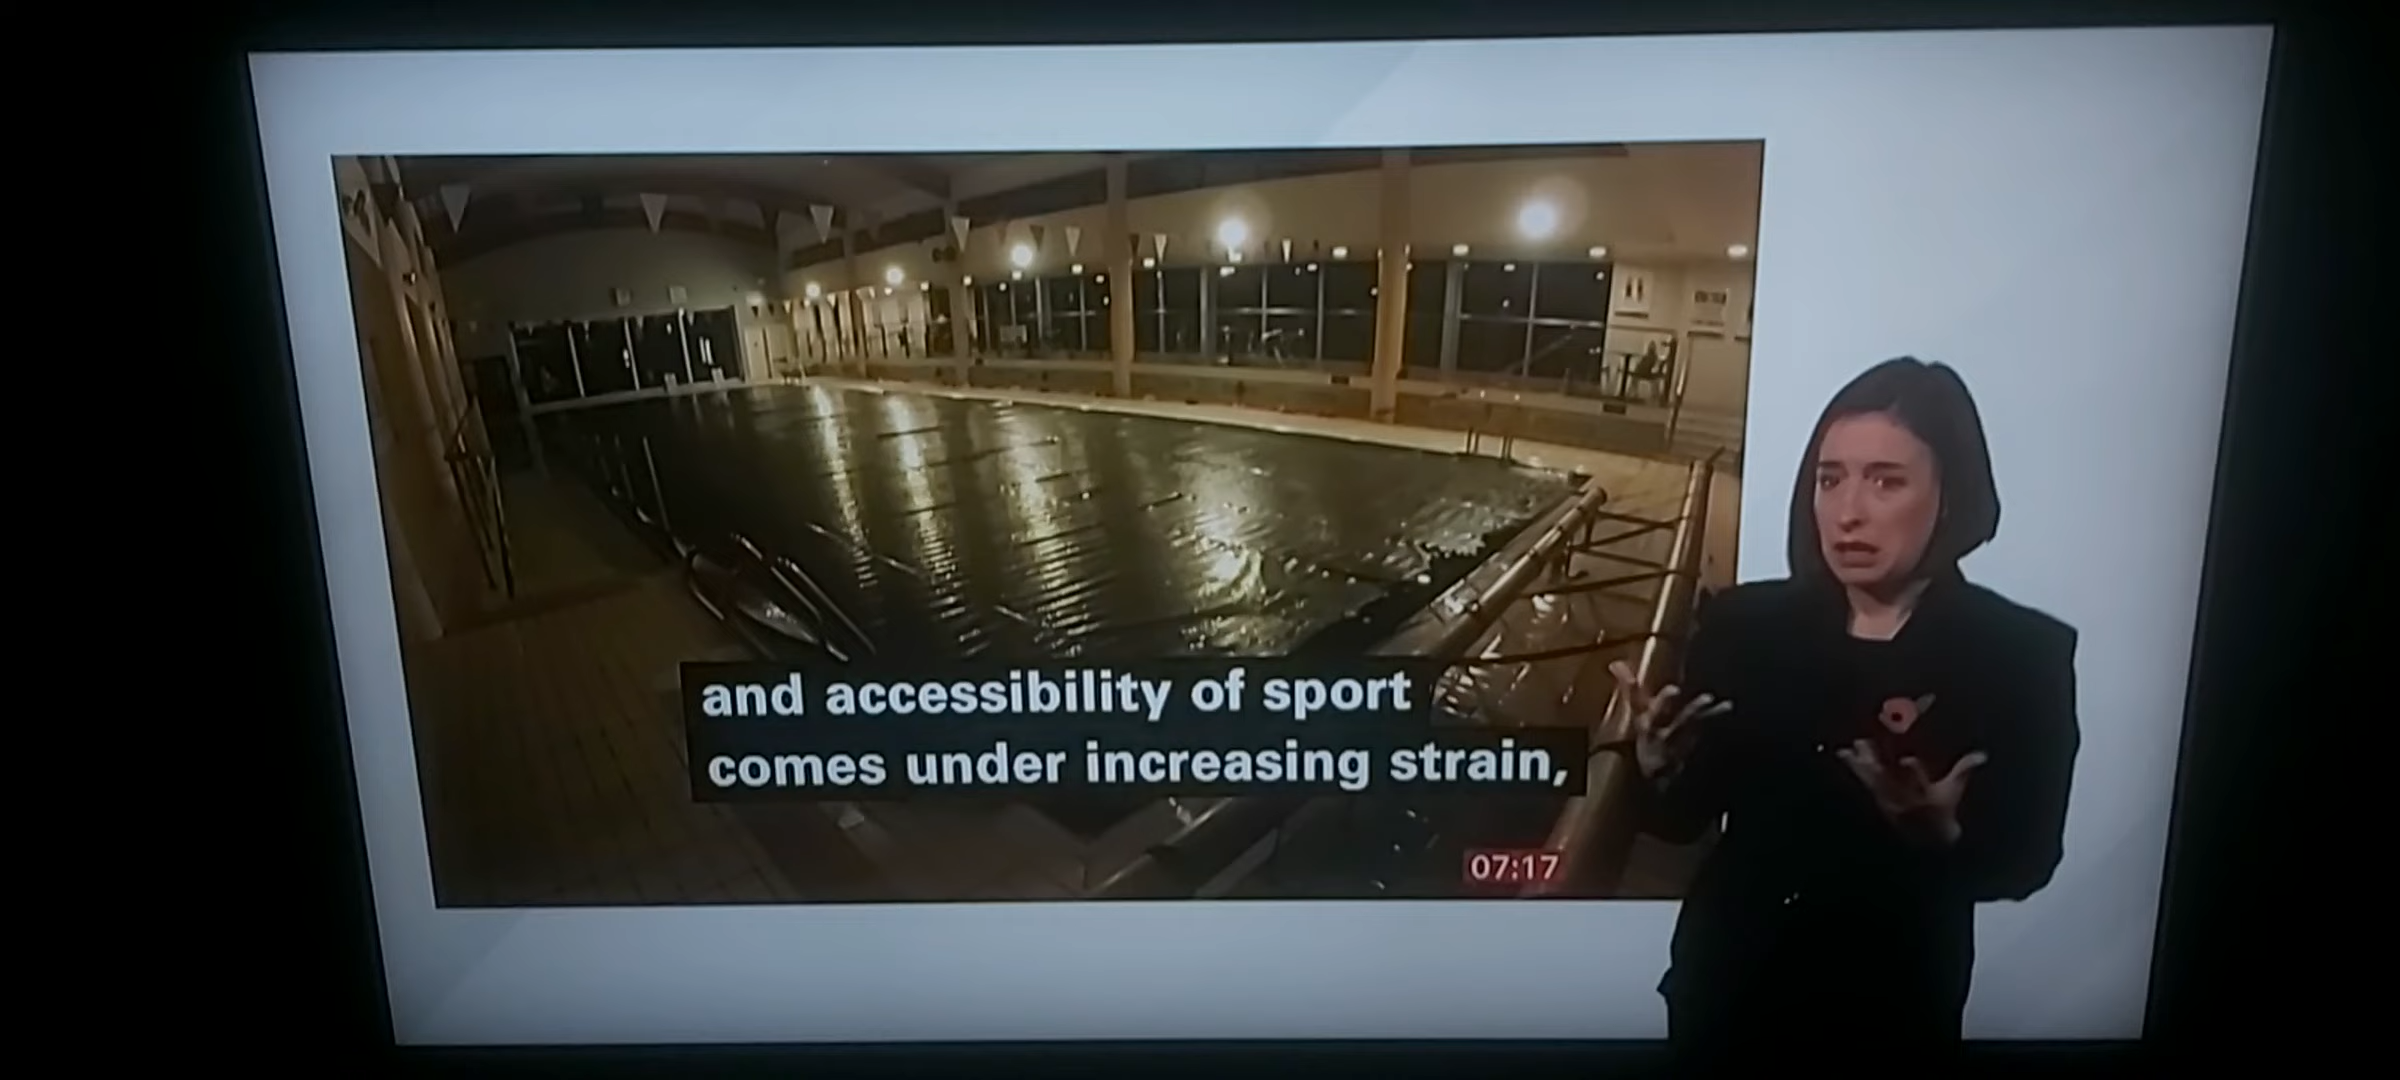 and accessibility of sport
comes under increasing strain,
07:17